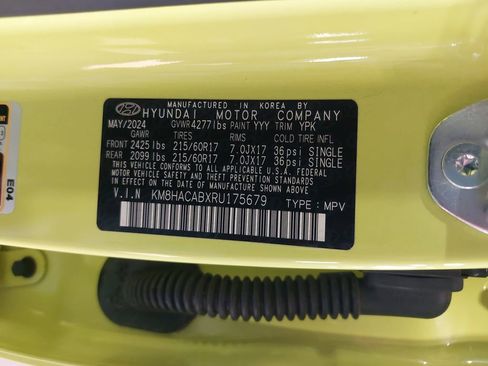 MANUFACTURED IN KOREA BY
HYUNDAI MOTOR COMPANY
MAY/2024 GVWR 4277lbs PAINT YYY TRIM YPK
GAWR TIRES RIMS COLD TIRE INFL
FRONT 2425lbs 215/60R17 7.0JX17 36psi SINGLE
REAR 2099lbs 215/60R17 7.0JX17 36psi SINGLE
THIS VEHICLE CONFORMS TO ALL APPLICABLE U.S.A. FEDERAL
MOTOR VEHICLE SAFETY AND THEFT PREVENTION STANDARDS
IN EFFECT ON THE DATE OF MANUFACTURE SHOWN ABOVE.
V.I.N KM8HACABXRU175679 TYPE : MPV
E04